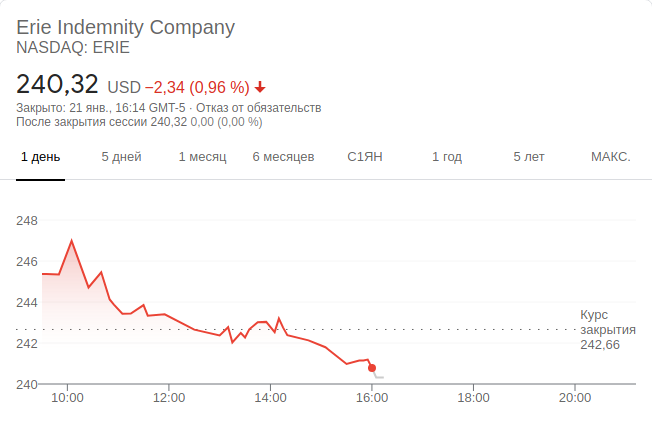 Erie Indemnity Company
NASDAQ: ERIE
240,32 USD −2,34 (0,96 %)
Закрыто: 21 янв., 16:14 GMT-5 · Отказ от обязательств
После закрытия сессии 240,32 0,00 (0,00 %)
1 день 5 дней 1 месяц 6 месяцев С1ЯН 1 год 5 лет МАКС.
248
246
244
242
240
Курс
закрытия
242,66
10:00 12:00 14:00 16:00 18:00 20:00